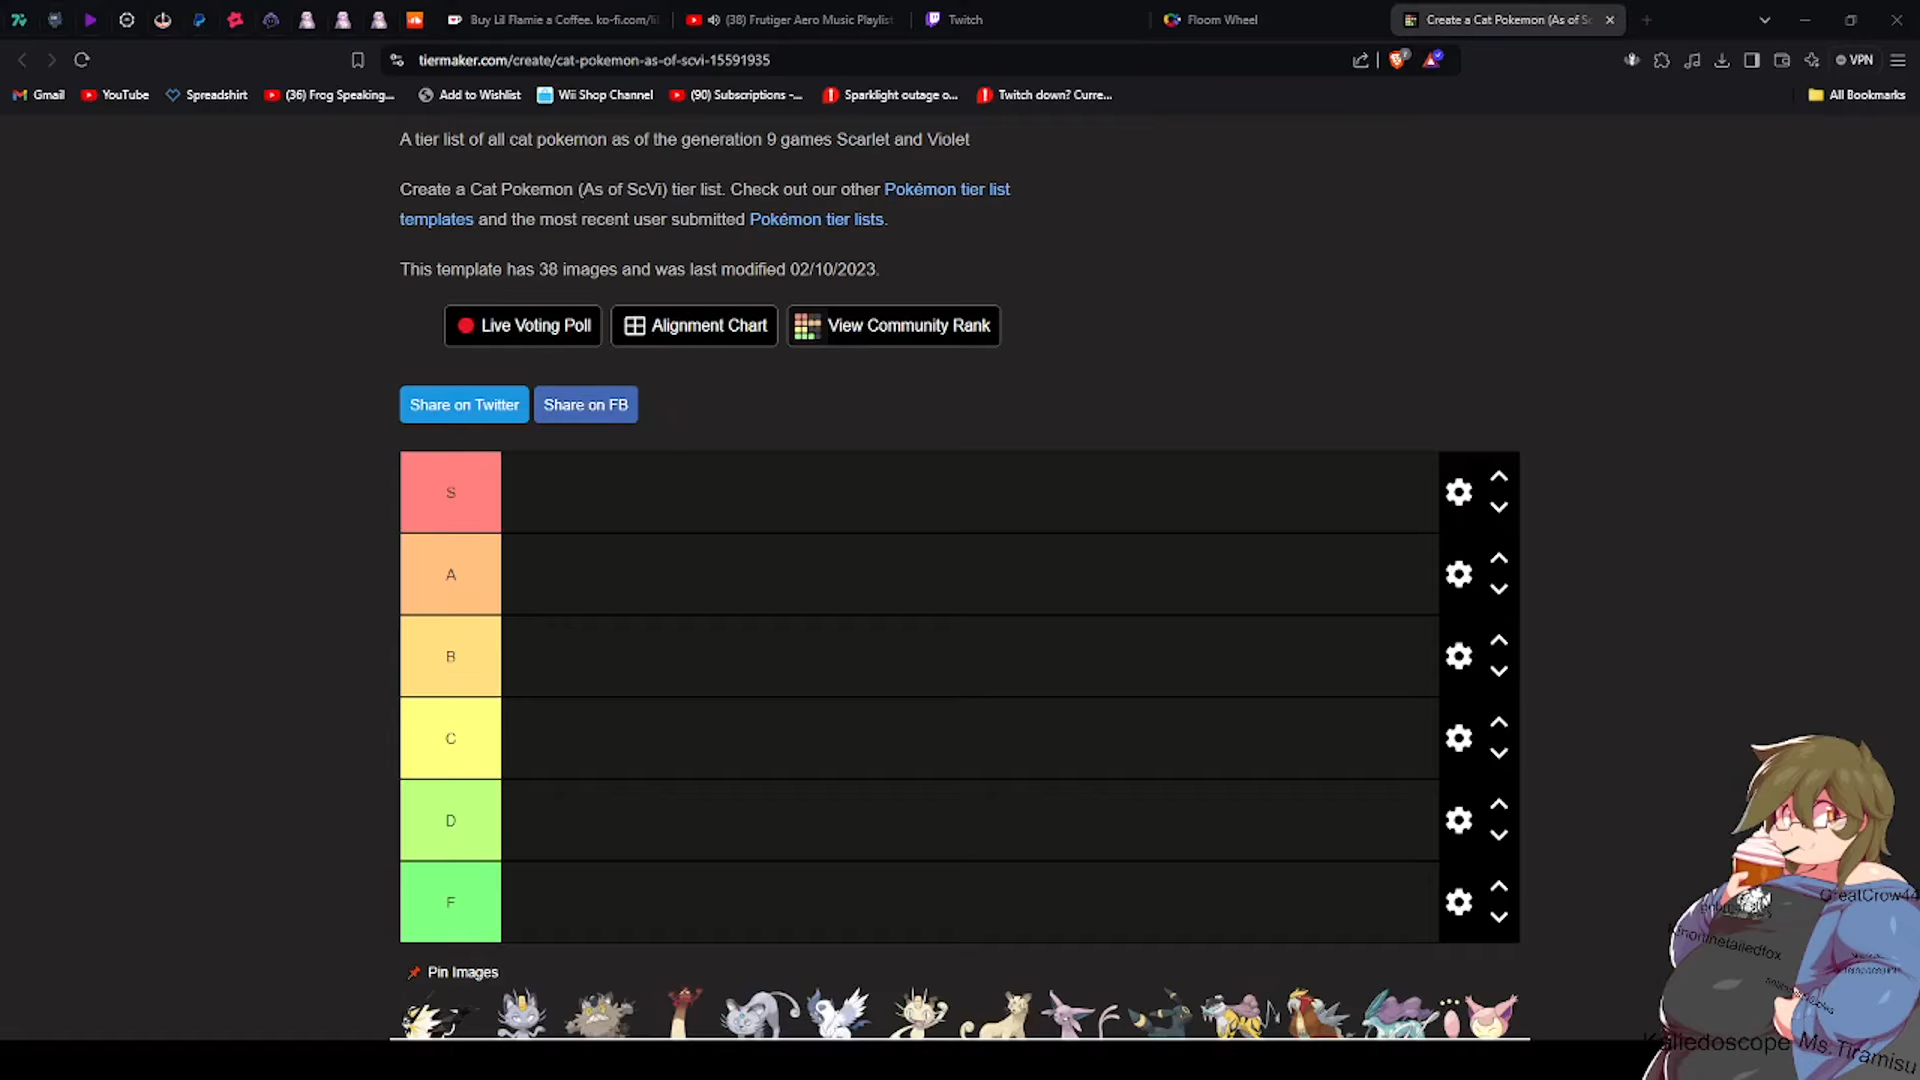 Buy Lil Flamie a Coffee. ko-fi.com/li
(38) Frutiger Aero Music Playlist
Twitch
Floom Wheel
Create a Cat Pokemon (As of Sc
tiermaker.com/create/cat-pokemon-as-of-scvi-15591935
VPN
Gmail
YouTube
Spreadshirt
(36) Frog Speaking...
Add to Wishlist
Wii Shop Channel
(90) Subscriptions -...
Sparklight outage o...
Twitch down? Curre...
All Bookmarks
A tier list of all cat pokemon as of the generation 9 games Scarlet and Violet
Create a Cat Pokemon (As of ScVi) tier list. Check out our other Pokémon tier list
templates and the most recent user submitted Pokémon tier lists.
This template has 38 images and was last modified 02/10/2023.
Live Voting Poll
Alignment Chart
View Community Rank
Share on Twitter
Share on FB
S
A
B
C
D
F
Pin Images
GreatCrow44
Kinoninetailedfox
Kaliedoscope
Ms.Tiramisu